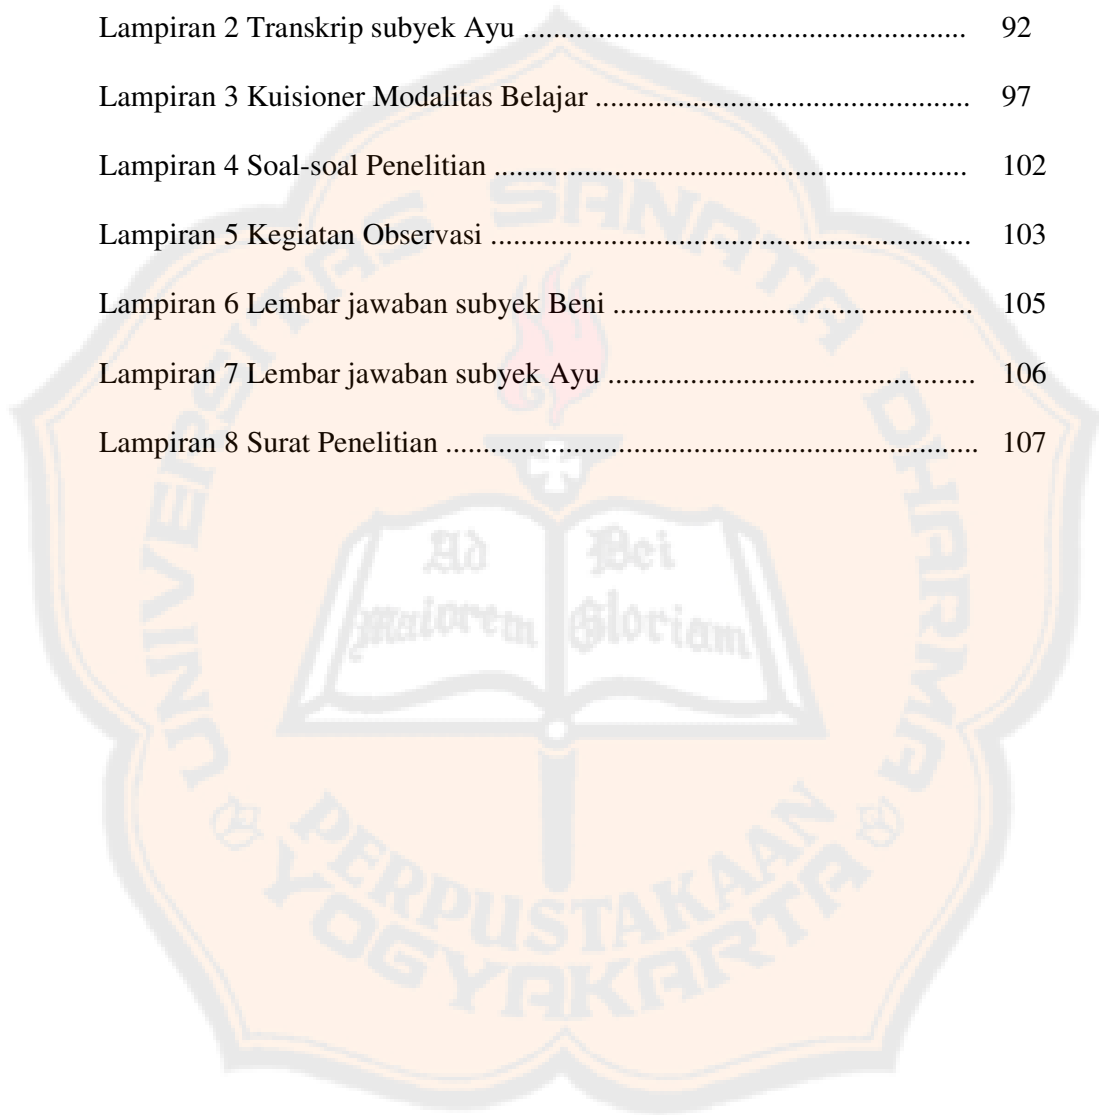 Lampiran 2 Transkrip subyek Ayu ........................................................ 92
Lampiran 3 Kuisioner Modalitas Belajar ............................................... 97
Lampiran 4 Soal-soal Penelitian ............................................................ 102
Lampiran 5 Kegiatan Observasi ............................................................. 103
Lampiran 6 Lembar jawaban subyek Beni .............................................. 105
Lampiran 7 Lembar jawaban subyek Ayu ............................................... 106
Lampiran 8 Surat Penelitian .................................................................... 107
UNIVERSITAS SANATA DHARMA
Ad Dei
Maiorem Gloriam
PERPUSTAKAAN
YOGYAKARTA